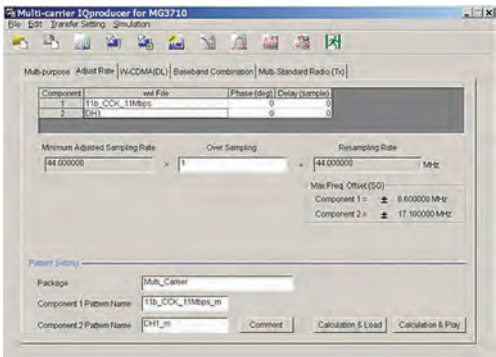 Multi-carrier IQproducer for MG3710
File Edit Transfer Setting Simulation
Multi-purpose Adjust Rate W-CDMA(DL) Baseband Combination Multi-Standard Radio (Tx)
Component wvi File Phase (deg) Delay (sample)
1 11b_CCK_11Mbps 0 0
2 DH1 0 0
Minimum Adjusted Sampling Rate Over Sampling Resampling Rate
44.000000 × 1 = 44.000000 MHz
Max Freq. Offset (SG)
Component 1 = ± 6.600000 MHz
Component 2 = ± 17.100000 MHz
Pattern Setting
Package Multi_Carrier
Component 1 Pattern Name 11b_CCK_11Mbps_m
Component 2 Pattern Name DH1_m Comment Calculation & Load Calculation & Play